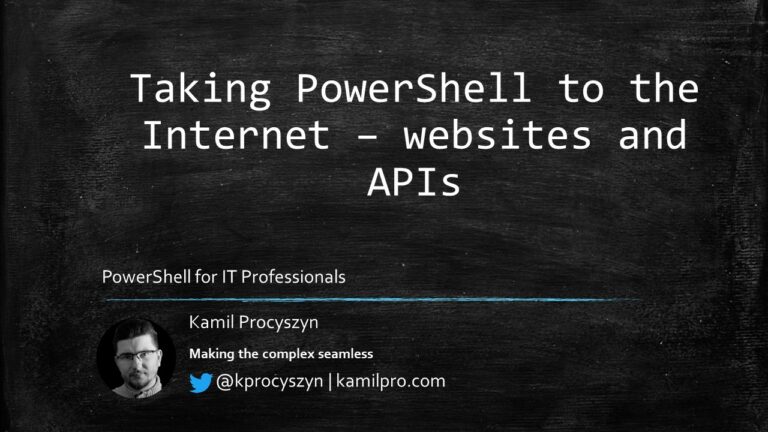 Taking PowerShell to the
Internet – websites and
APIs
PowerShell for IT Professionals
Kamil Procyszyn
Making the complex seamless
@kprocyszyn | kamilpro.com